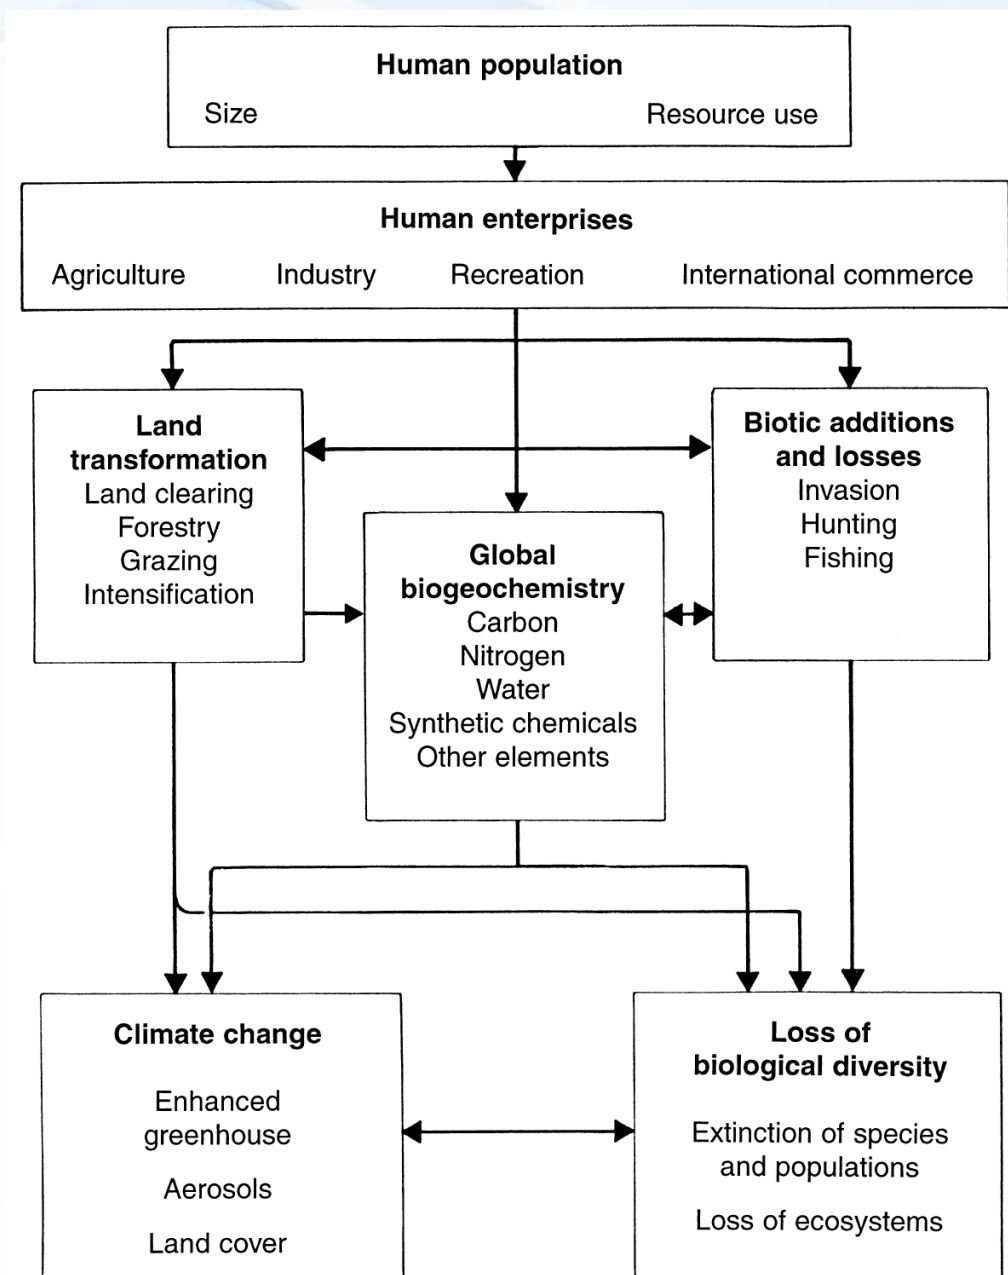 Human population
Size Resource use
Human enterprises
Agriculture Industry Recreation International commerce
Land
transformation
Land clearing
Forestry
Grazing
Intensification
Biotic additions
and losses
Invasion
Hunting
Fishing
Global
biogeochemistry
Carbon
Nitrogen
Water
Synthetic chemicals
Other elements
Climate change
Enhanced
greenhouse
Aerosols
Land cover
Loss of
biological diversity
Extinction of species
and populations
Loss of ecosystems